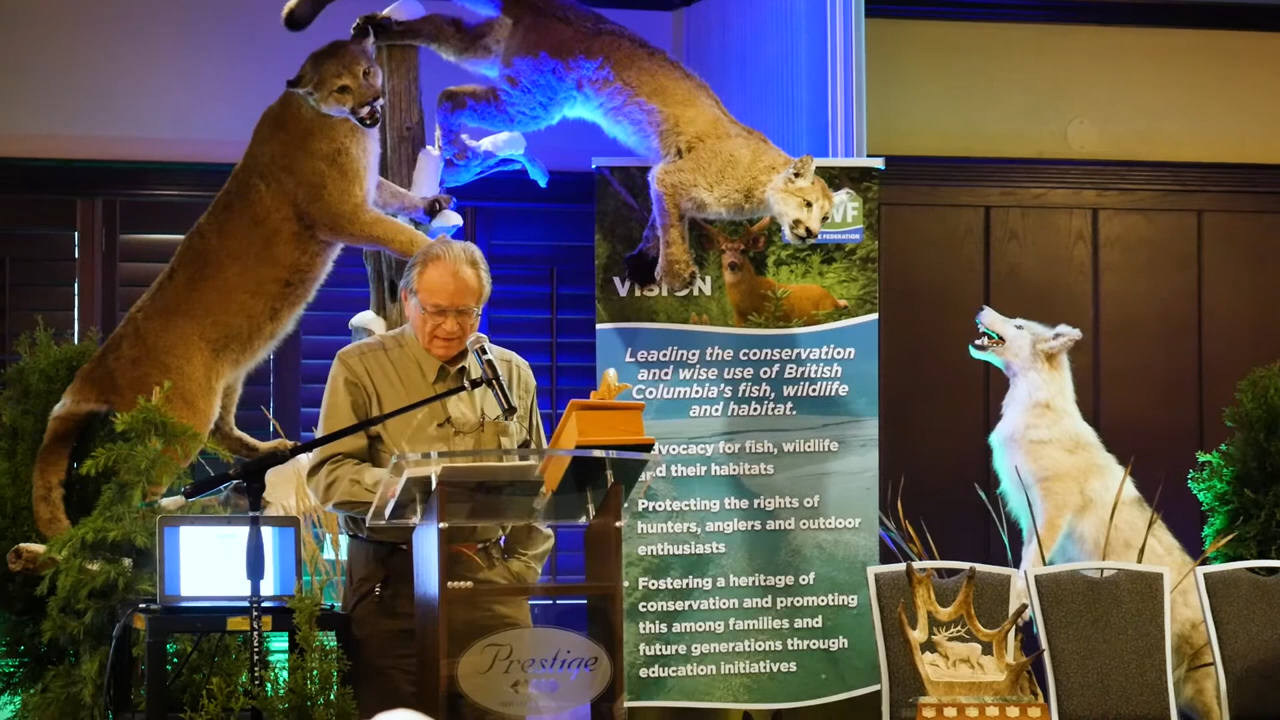 WF
E FEDERATION
VISION
Leading the conservation
and wise use of British
Columbia's fish, wildlife
and habitat.
dvocacy for fish, wildlife
and their habitats
Protecting the rights of
hunters, anglers and outdoor
enthusiasts
• Fostering a heritage of
conservation and promoting
this among families and
future generations through
education initiatives
Prestige
ULTIMATE